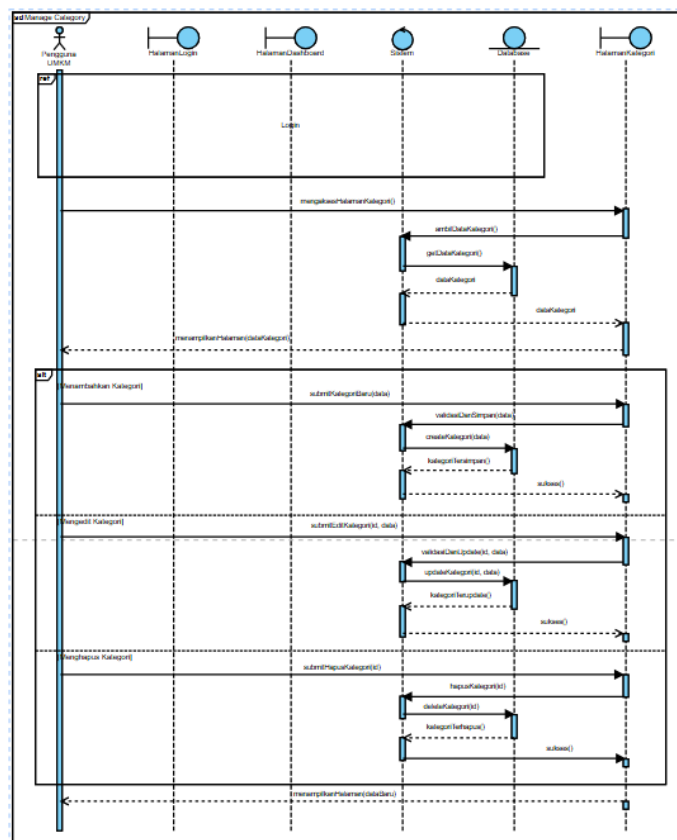 sd Manage Category
Pengguna
UMKM
HalamanLogin
HalamanDashboard
Sistem
Database
HalamanKategori
ref
Login
mengaksesHalamanKategori()
ambilDataKategori()
getDataKategori()
dataKategori
dataKategori
menampilkanHalaman(dataKategori)
alt
[Menambahkan Kategori]
submitKategoriBaru(data)
validasiDanSimpan(data)
createKategori(data)
kategoriTersimpan()
sukses()
[Mengedit Kategori]
submitEditKategori(id, data)
validasiDanUpdate(id, data)
updateKategori(id, data)
kategoriTerupdate()
sukses()
[Menghapus Kategori]
submitHapusKategori(id)
hapusKategori(id)
deleteKategori(id)
kategoriTerhapus()
sukses()
menampilkanHalaman(dataBaru)